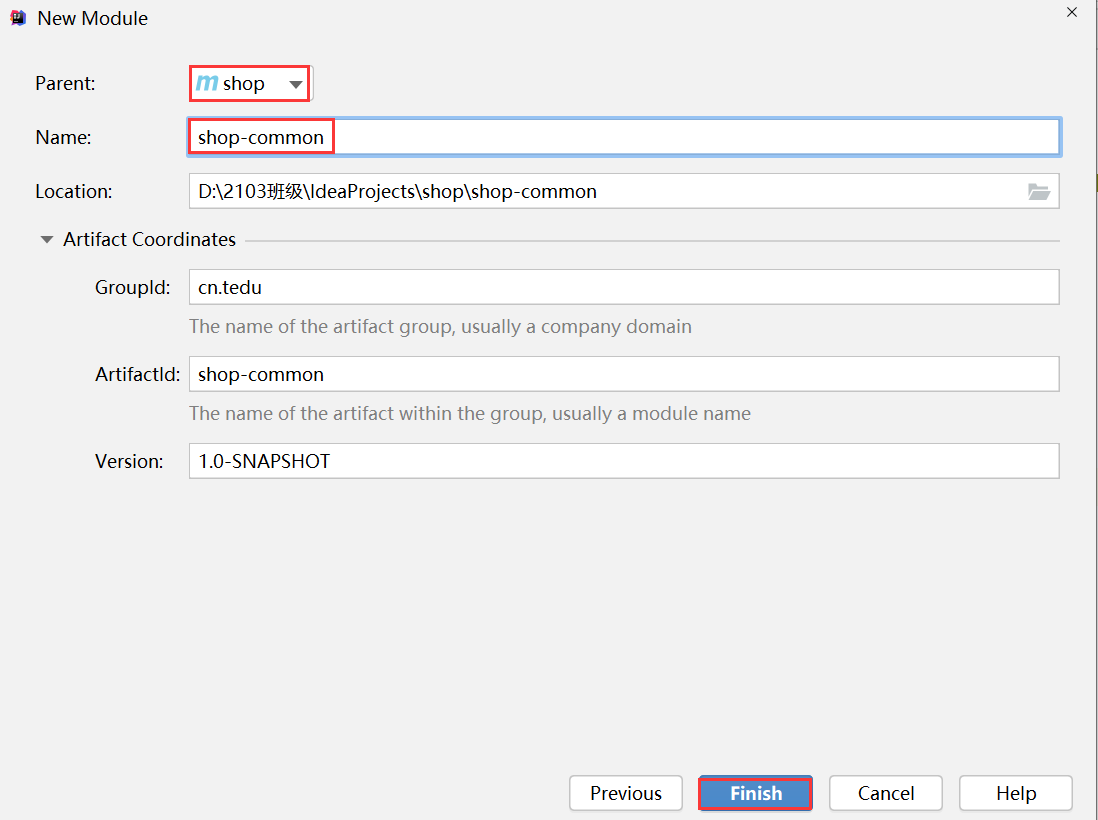 New Module
Parent: m shop
Name: shop-common
Location: D:\2103班级\IdeaProjects\shop\shop-common
Artifact Coordinates
GroupId: cn.tedu
The name of the artifact group, usually a company domain
ArtifactId: shop-common
The name of the artifact within the group, usually a module name
Version: 1.0-SNAPSHOT
Previous Finish Cancel Help